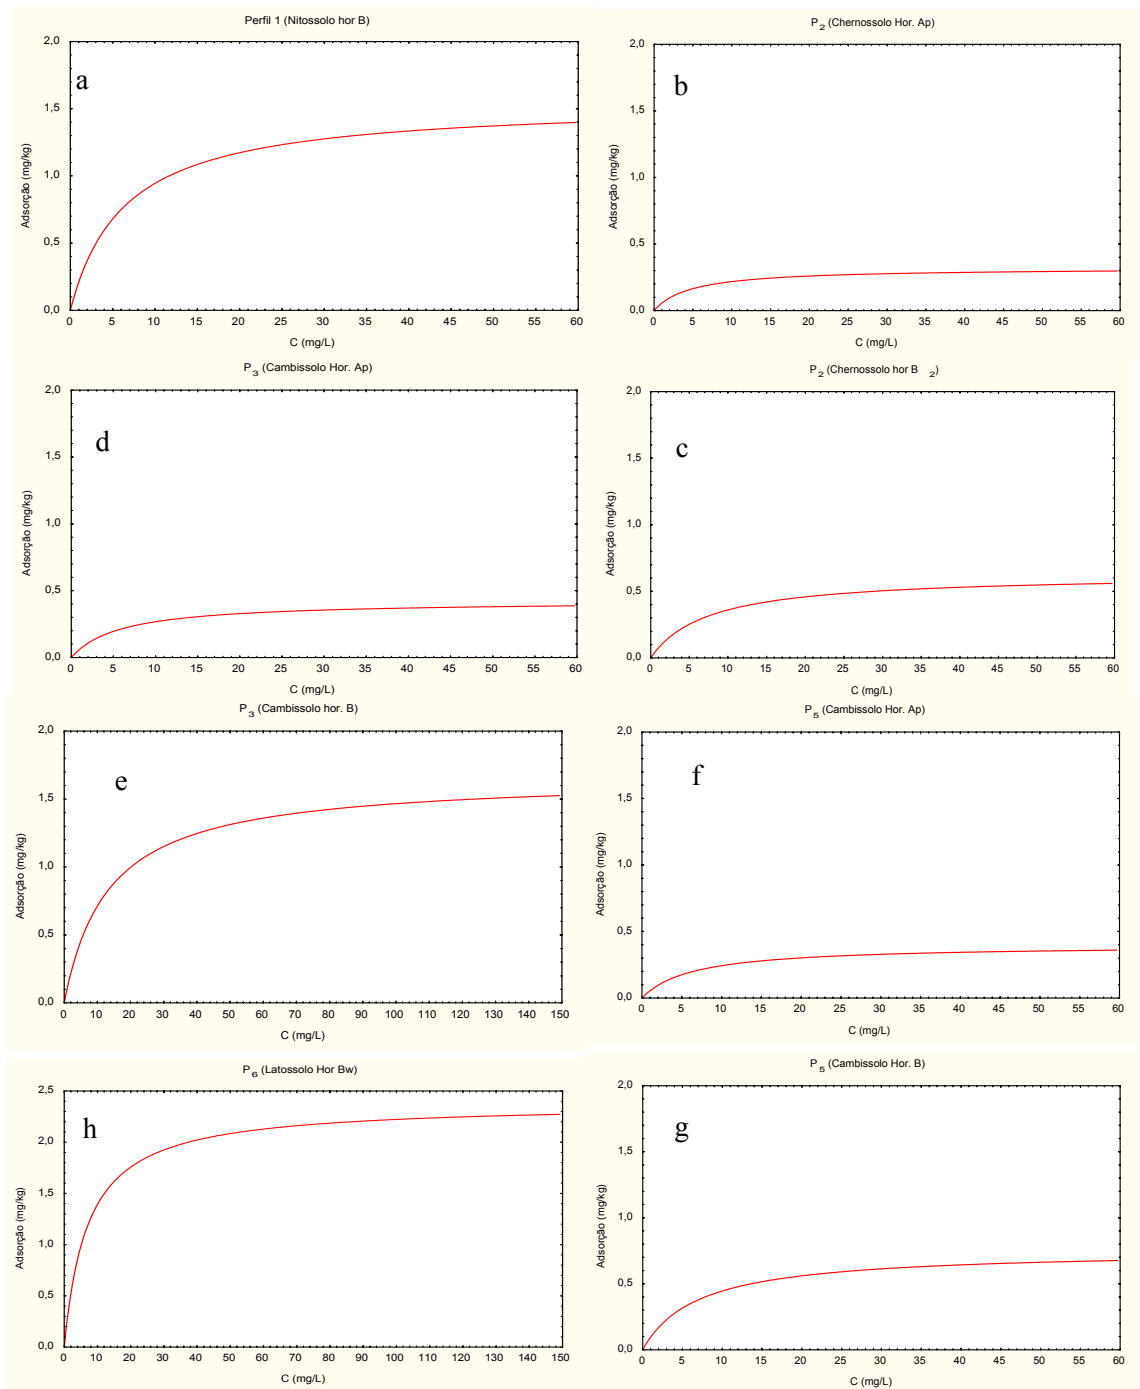 Perfil 1 (Nitossolo hor B)
a
Adsorção (mg/kg)
2,0
1,5
1,0
0,5
0,0
0 5 10 15 20 25 30 35 40 45 50 55 60
C (mg/L)
P 2 (Chernossolo Hor. Ap)
b
Adsorção (mg/kg)
2,0
1,5
1,0
0,5
0,0
0 5 10 15 20 25 30 35 40 45 50 55 60
C (mg/L)
P 3 (Cambissolo Hor. Ap)
d
Adsorção (mg/kg)
2,0
1,5
1,0
0,5
0,0
0 5 10 15 20 25 30 35 40 45 50 55 60
C (mg/L)
P 2 (Chernossolo hor B 2)
c
Adsorção (mg/kg)
2,0
1,5
1,0
0,5
0,0
0 5 10 15 20 25 30 35 40 45 50 55 60
C (mg/L)
P 3 (Cambissolo hor. B)
e
Adsorção (mg/kg)
2,0
1,5
1,0
0,5
0,0
0 10 20 30 40 50 60 70 80 90 100 110 120 130 140 150
C (mg/L)
P 5 (Cambissolo Hor. Ap)
f
Adsorção (mg/kg)
2,0
1,5
1,0
0,5
0,0
0 5 10 15 20 25 30 35 40 45 50 55 60
C (mg/L)
P 6 (Latossolo Hor Bw)
h
Adsorção (mg/kg)
2,5
2,0
1,5
1,0
0,5
0,0
0 10 20 30 40 50 60 70 80 90 100 110 120 130 140 150
C (mg/L)
P 5 (Cambissolo Hor. B)
g
Adsorção (mg/kg)
2,0
1,5
1,0
0,5
0,0
0 5 10 15 20 25 30 35 40 45 50 55 60
C (mg/L)